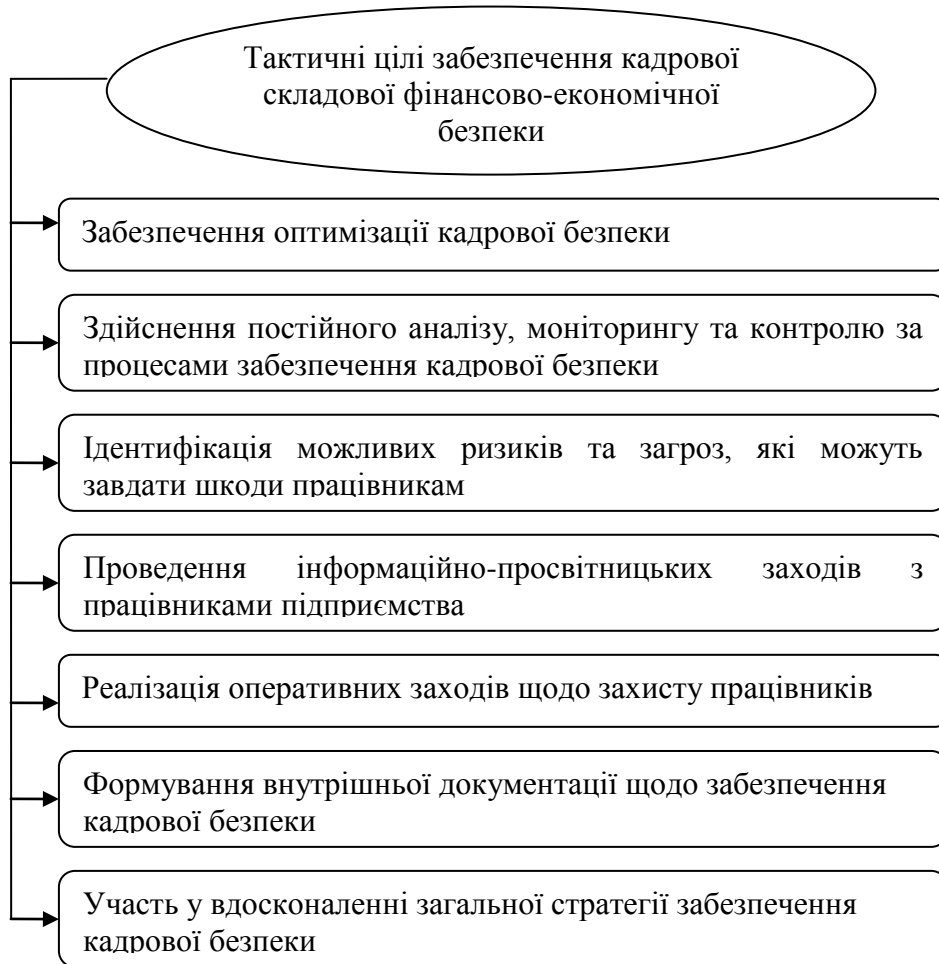 Тактичні цілі забезпечення кадрової
складової фінансово-економічної
безпеки
Забезпечення оптимізації кадрової безпеки
Здійснення постійного аналізу, моніторингу та контролю за
процесами забезпечення кадрової безпеки
Ідентифікація можливих ризиків та загроз, які можуть
завдати шкоди працівникам
Проведення інформаційно-просвітницьких заходів з
працівниками підприємства
Реалізація оперативних заходів щодо захисту працівників
Формування внутрішньої документації щодо забезпечення
кадрової безпеки
Участь у вдосконаленні загальної стратегії забезпечення
кадрової безпеки